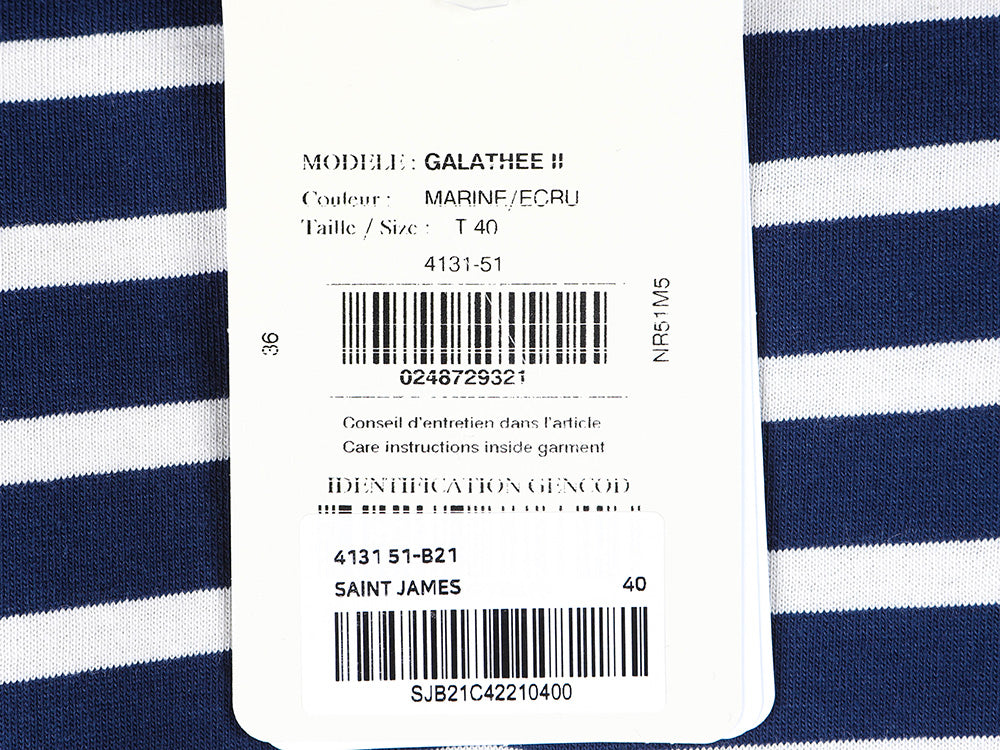 MODELE : GALATHEE II
Couleur : MARINE/ECRU
Taille / Size : T 40
4131-51
36
NR51M5
0248729321
Conseil d'entretien dans l'article
Care instructions inside garment
IDENTIFICATION GENCOD
4131 51-B21
SAINT JAMES 40
SJB21C42210400